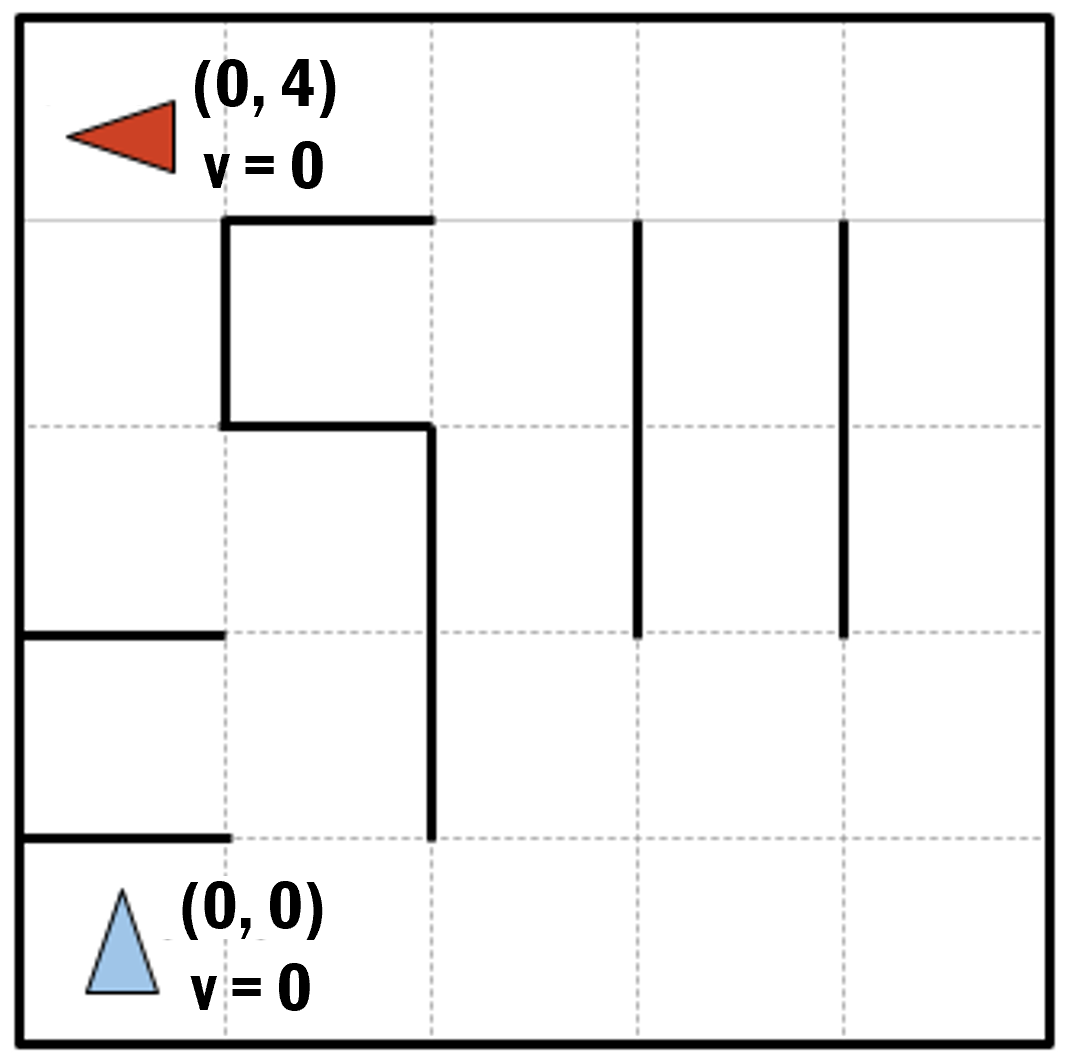 (0, 4)
v = 0
(0, 0)
v = 0